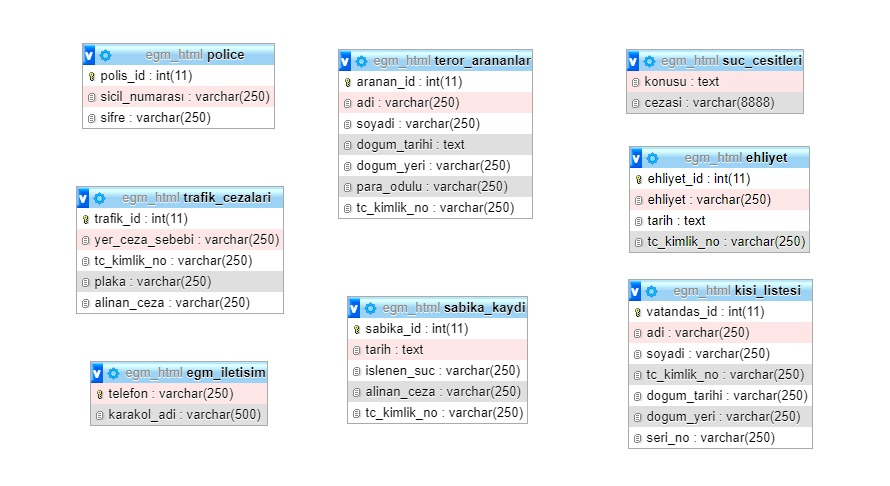 egm_html police
polis_id : int(11)
sicil_numarası : varchar(250)
sifre : varchar(250)
egm_html trafik_cezalari
trafik_id : int(11)
yer_ceza_sebebi : varchar(250)
tc_kimlik_no : varchar(250)
plaka : varchar(250)
alinan_ceza : varchar(250)
egm_html egm_iletisim
telefon : varchar(250)
karakol_adi : varchar(500)
egm_html teror_arananlar
aranan_id : int(11)
adi : varchar(250)
soyadi : varchar(250)
dogum_tarihi : text
dogum_yeri : varchar(250)
para_odulu : varchar(250)
tc_kimlik_no : varchar(250)
egm_html sabika_kaydi
sabika_id : int(11)
tarih : text
islenen_suc : varchar(250)
alinan_ceza : varchar(250)
tc_kimlik_no : varchar(250)
egm_html suc_cesitleri
konusu : text
cezasi : varchar(8888)
egm_html ehliyet
ehliyet_id : int(11)
ehliyet : varchar(250)
tarih : text
tc_kimlik_no : varchar(250)
egm_html kisi_listesi
vatandas_id : int(11)
adi : varchar(250)
soyadi : varchar(250)
tc_kimlik_no : varchar(250)
dogum_tarihi : varchar(250)
dogum_yeri : varchar(250)
seri_no : varchar(250)